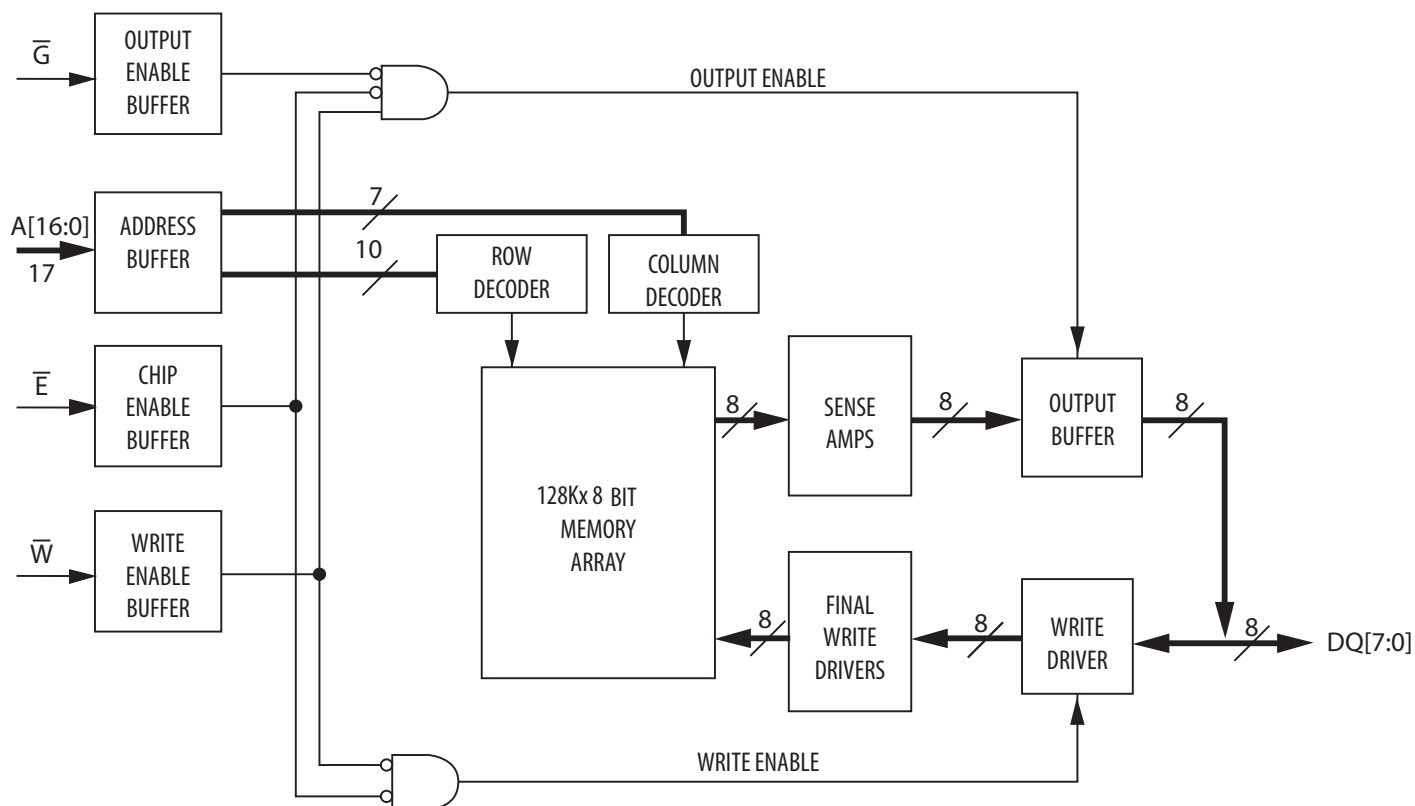 G̅
OUTPUT
ENABLE
BUFFER
OUTPUT ENABLE
A[16:0]
17
ADDRESS
BUFFER
7
10
ROW
DECODER
COLUMN
DECODER
E̅
CHIP
ENABLE
BUFFER
W̅
WRITE
ENABLE
BUFFER
128Kx 8 BIT
MEMORY
ARRAY
8
SENSE
AMPS
8
OUTPUT
BUFFER
8
8
FINAL
WRITE
DRIVERS
8
WRITE
DRIVER
8
DQ[7:0]
WRITE ENABLE